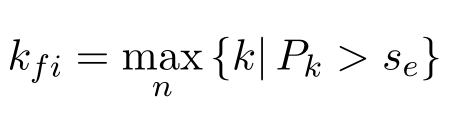 k_{fi} = \max_{n} \{k | P_k > s_e\}